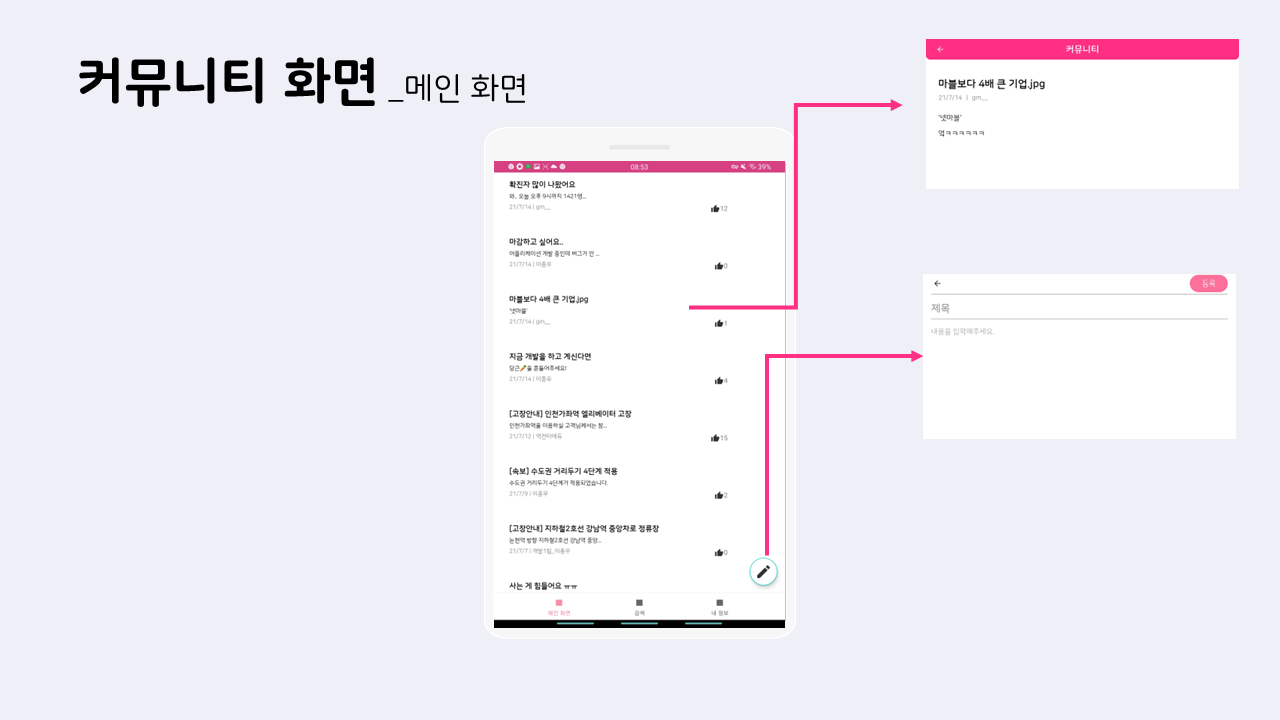 커뮤니티 화면 _메인 화면
08:53
39%
확진자 많이 나왔어요
와.. 오늘 오후 9시까지 1421명...
21/7/14 | gm__
12
마감하고 싶어요..
어플리케이션 개발 중인데 버그가 안 ...
21/7/14 | 이종우
0
마블보다 4배 큰 기업.jpg
'넷마블'
21/7/14 | gm__
1
지금 개발을 하고 계신다면
당근🥕을 흔들어주세요!
21/7/14 | 이종우
4
[고장안내] 인천가좌역 엘리베이터 고장
인천가좌역을 이용하실 고객님께서는 참...
21/7/12 | 역전타에듀
15
[속보] 수도권 거리두기 4단계 적용
수도권 거리두기 4단계가 적용되었습니다.
21/7/9 | 이종우
2
[고장안내] 지하철2호선 강남역 중앙차로 정류장
논현역 방향 지하철2호선 강남역 중앙...
21/7/7 | 개발1팀_이종우
0
사는 게 힘들어요 ㅠㅠ
메인 화면
검색
내 정보
커뮤니티
마블보다 4배 큰 기업.jpg
21/7/14 | gm__
'넷마블'
엌ㅋㅋㅋㅋㅋㅋ
등록
제목
내용을 입력해주세요.